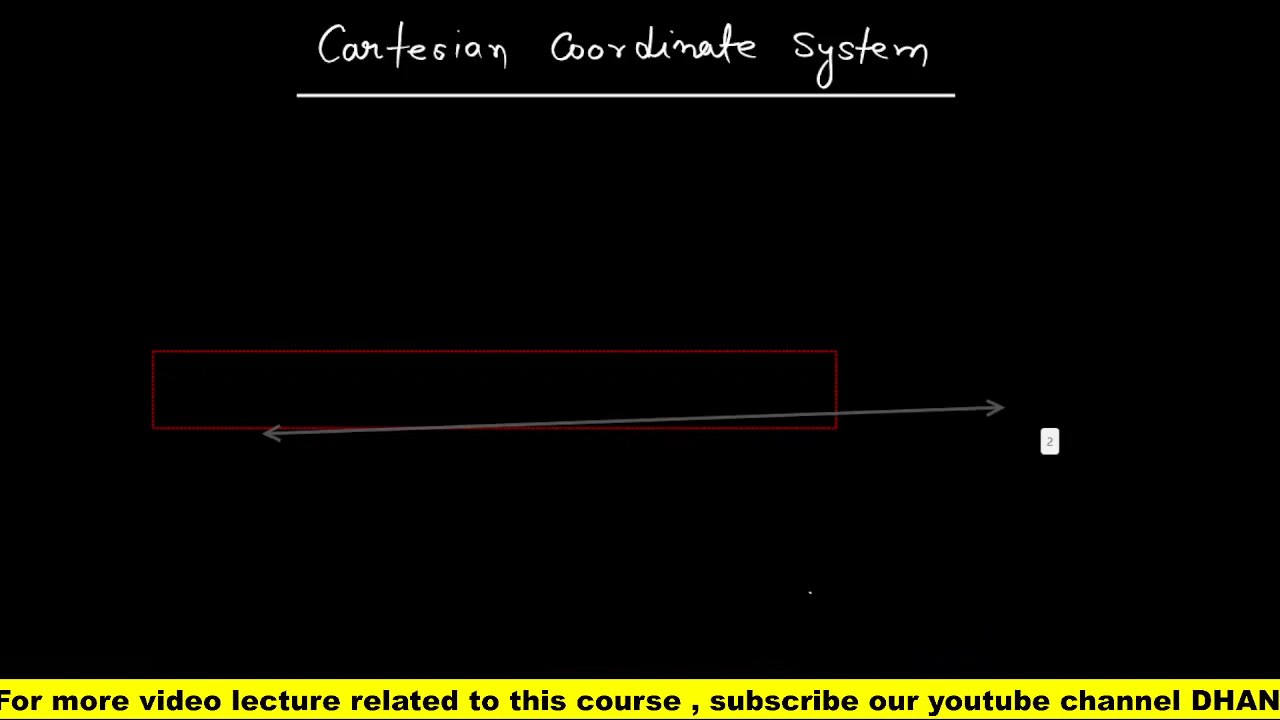 Cartesian Coordinate System
2
For more video lecture related to this course , subscribe our youtube channel DHAN